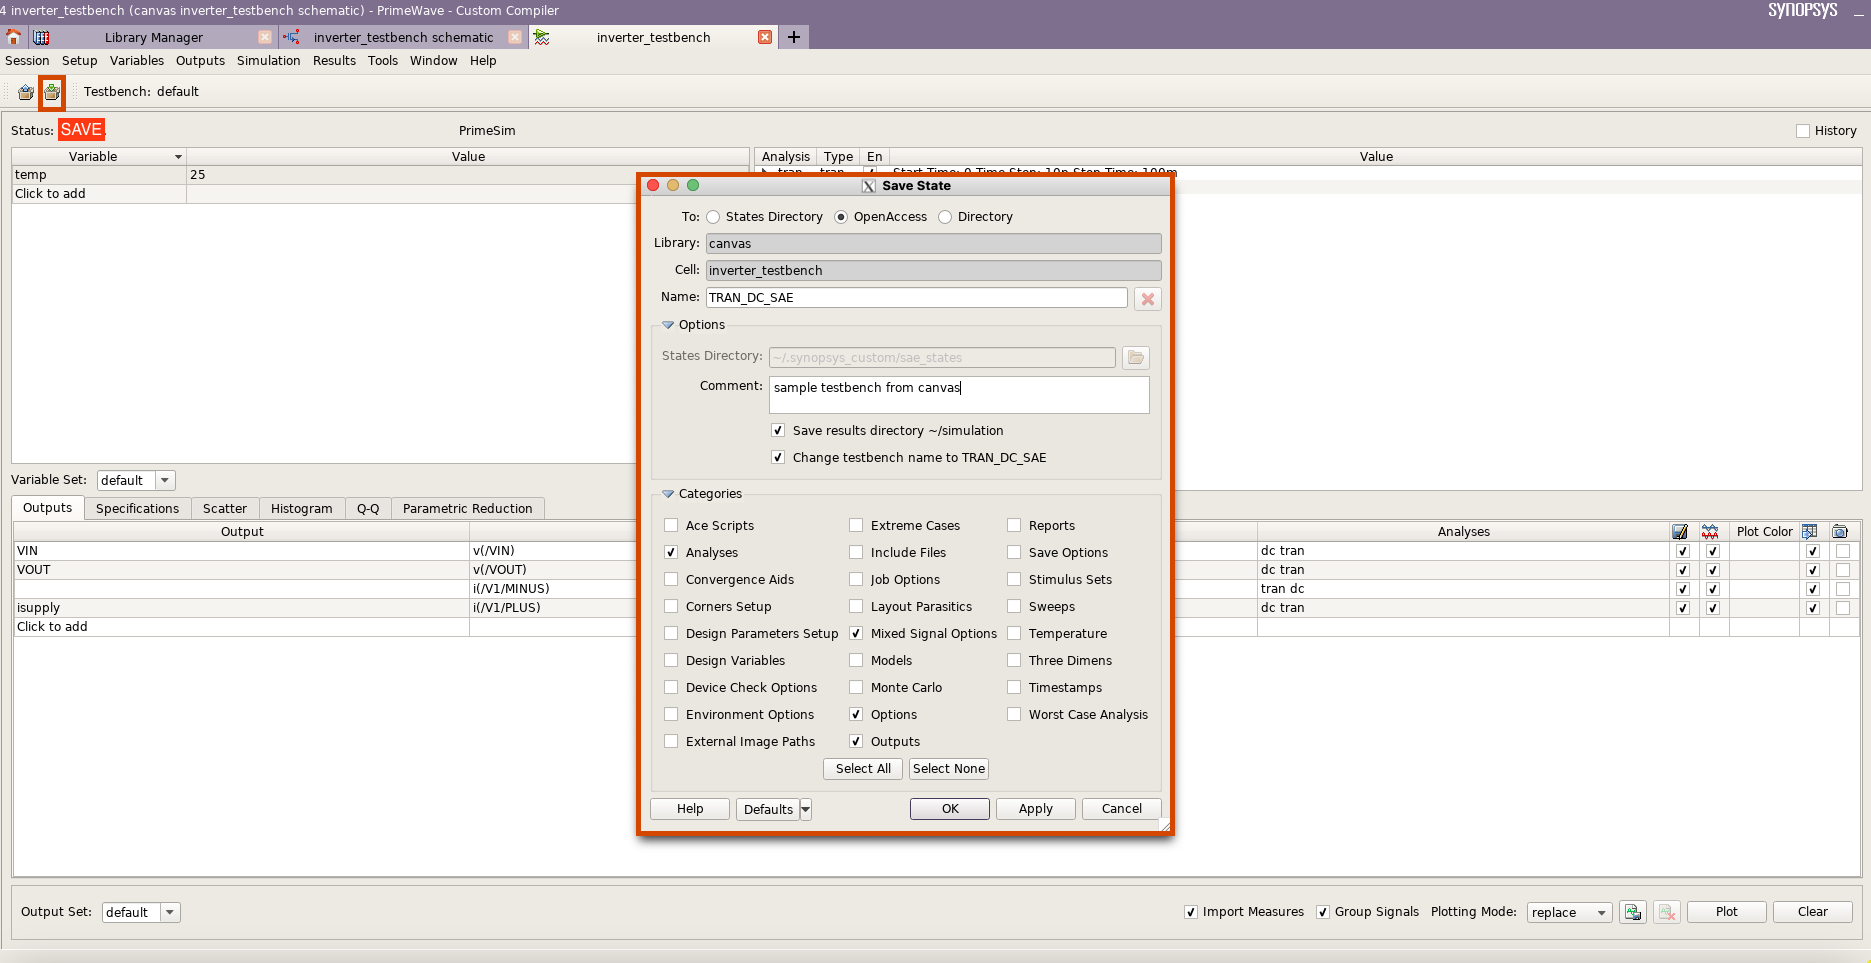 4 inverter_testbench (canvas inverter_testbench schematic) - PrimeWave - Custom Compiler
SYNOPSYS
Library Manager
inverter_testbench schematic
inverter_testbench
Session Setup Variables Outputs Simulation Results Tools Window Help
Testbench: default
Status: SAVE
PrimeSim
History
Variable Value
temp 25
Click to add
Analysis Type En Value
tran tran Start Time: 0 Time Step: 10n Stop Time: 100m
Save State
To: States Directory OpenAccess Directory
Library: canvas
Cell: inverter_testbench
Name: TRAN_DC_SAE
Options
States Directory: ~/.synopsys_custom/sae_states
Comment: sample testbench from canvas
Save results directory ~/simulation
Change testbench name to TRAN_DC_SAE
Categories
Ace Scripts Extreme Cases Reports
Analyses Include Files Save Options
Convergence Aids Job Options Stimulus Sets
Corners Setup Layout Parasitics Sweeps
Design Parameters Setup Mixed Signal Options Temperature
Design Variables Models Three Dimens
Device Check Options Monte Carlo Timestamps
Environment Options Options Worst Case Analysis
External Image Paths Outputs
Select All Select None
Help Defaults OK Apply Cancel
Variable Set: default
Outputs Specifications Scatter Histogram Q-Q Parametric Reduction
Output Analyses Plot Color
VIN v(/VIN) dc tran
VOUT v(/VOUT) dc tran
i(/V1/MINUS) tran dc
isupply i(/V1/PLUS) dc tran
Click to add
Output Set: default
Import Measures Group Signals Plotting Mode: replace Plot Clear